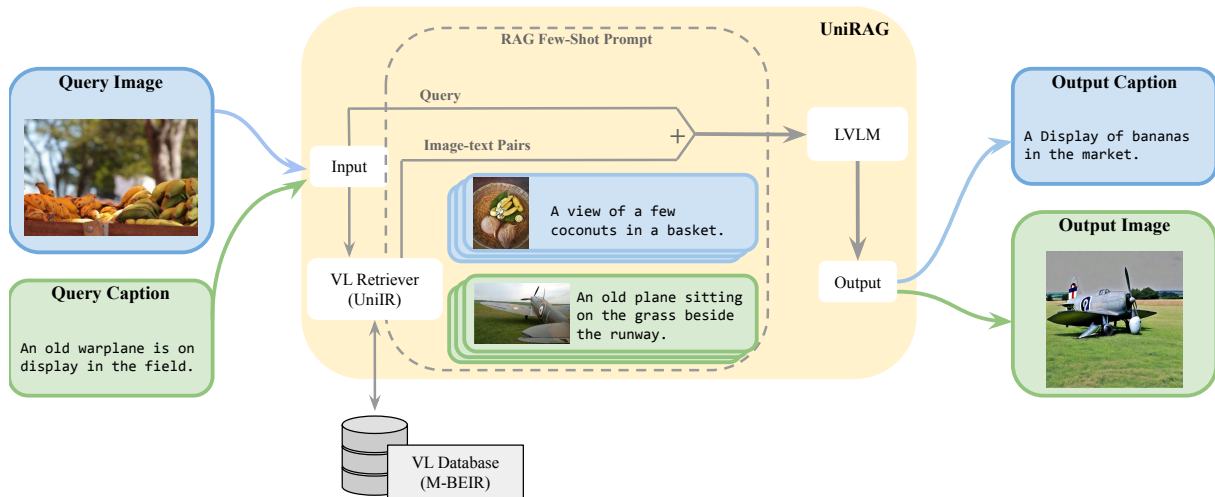 UniRAG
RAG Few-Shot Prompt
Query Image
Query
Image-text Pairs
+
Input
VL Retriever
(UniIR)
A view of a few
coconuts in a basket.
An old plane sitting
on the grass beside
the runway.
Query Caption
An old warplane is on
display in the field.
VL Database
(M-BEIR)
LVLM
Output
Output Caption
A Display of bananas
in the market.
Output Image